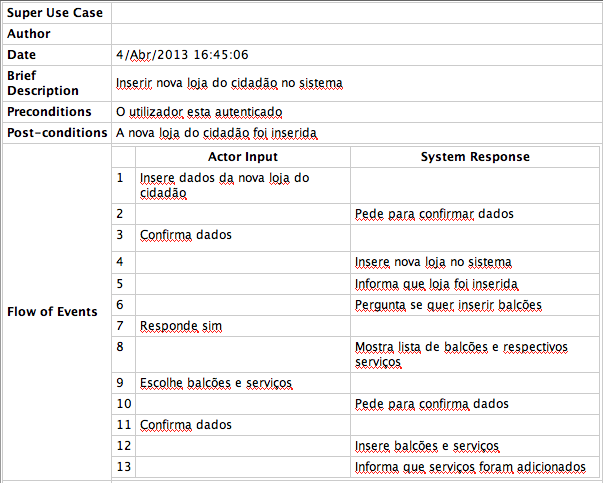 Super Use Case
Author
Date 4/Abr/2013 16:45:06
Brief
Description Inserir nova loja do cidadão no sistema
Preconditions O utilizador esta autenticado
Post-conditions A nova loja do cidadão foi inserida
Flow of Events
Actor Input System Response
1 Insere dados da nova loja do
cidadão
2 Pede para confirmar dados
3 Confirma dados
4 Insere nova loja no sistema
5 Informa que loja foi inserida
6 Pergunta se quer inserir balcões
7 Responde sim
8 Mostra lista de balcões e respectivos
serviços
9 Escolhe balcões e serviços
10 Pede para confirma dados
11 Confirma dados
12 Insere balcões e serviços
13 Informa que serviços foram adicionados